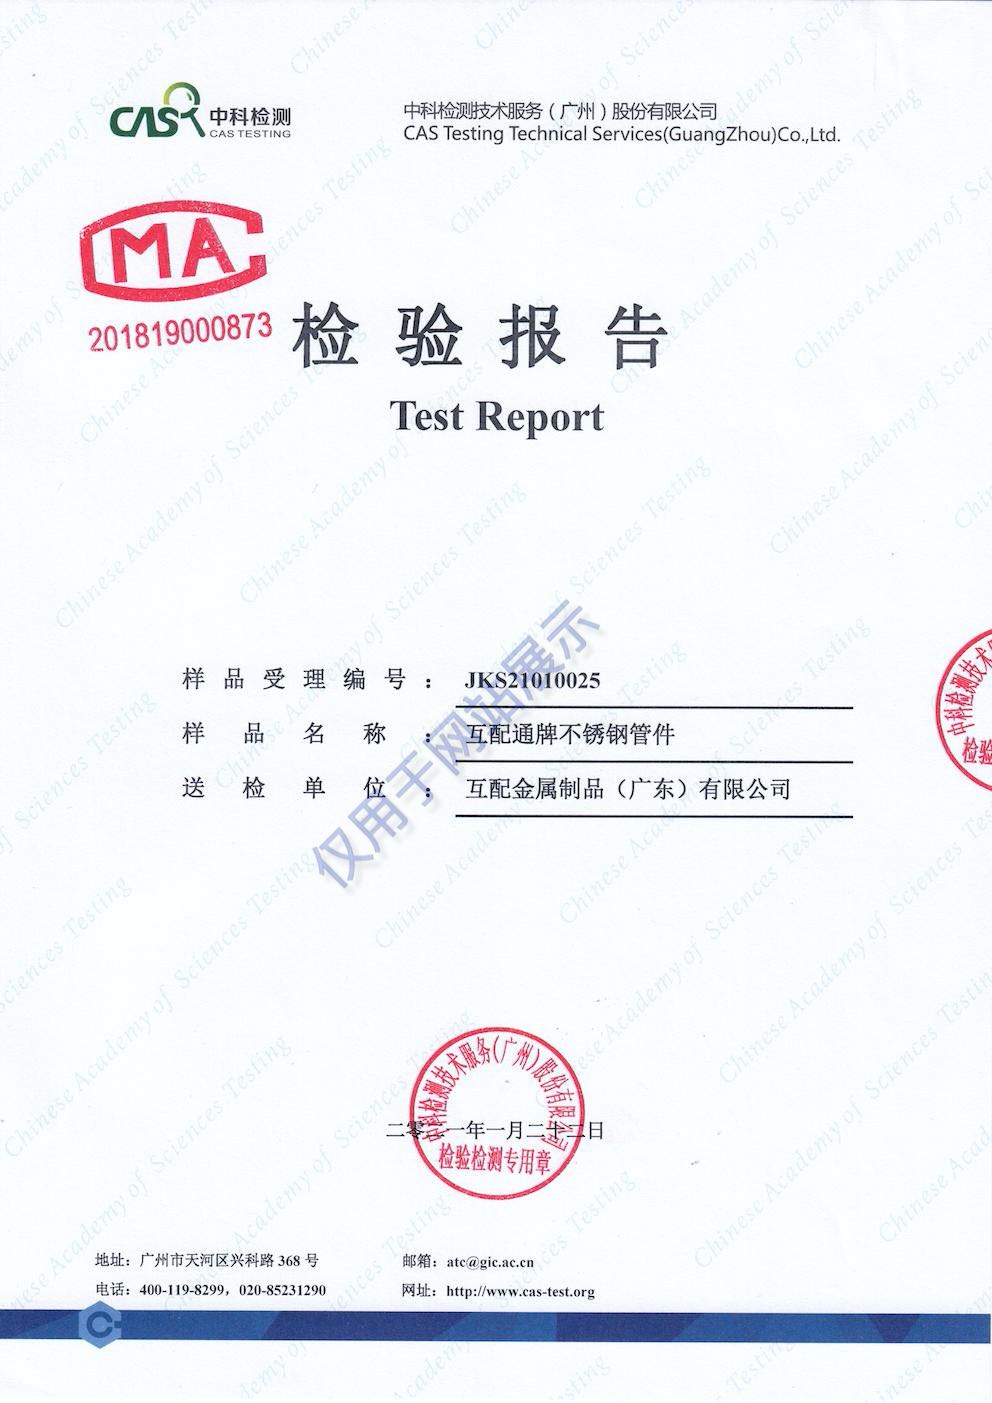 CAS 中科检测
CAS TESTING
中科检测技术服务（广州）股份有限公司
CAS Testing Technical Services(GuangZhou)Co.,Ltd.
MA
201819000873
检验报告
Test Report
样品受理编号：JKS21010025
样品名称：互配通牌不锈钢管件
送检单位：互配金属制品（广东）有限公司
仅用于网站展示
中科检测技术服
检验
中科检测技术服务(广州)股份有限公司
二零二一年一月二十二日
检验检测专用章
地址：广州市天河区兴科路 368 号
邮箱：atc@gic.ac.cn
电话：400-119-8299，020-85231290
网址：http://www.cas-test.org
Chinese Academy of Sciences Testing